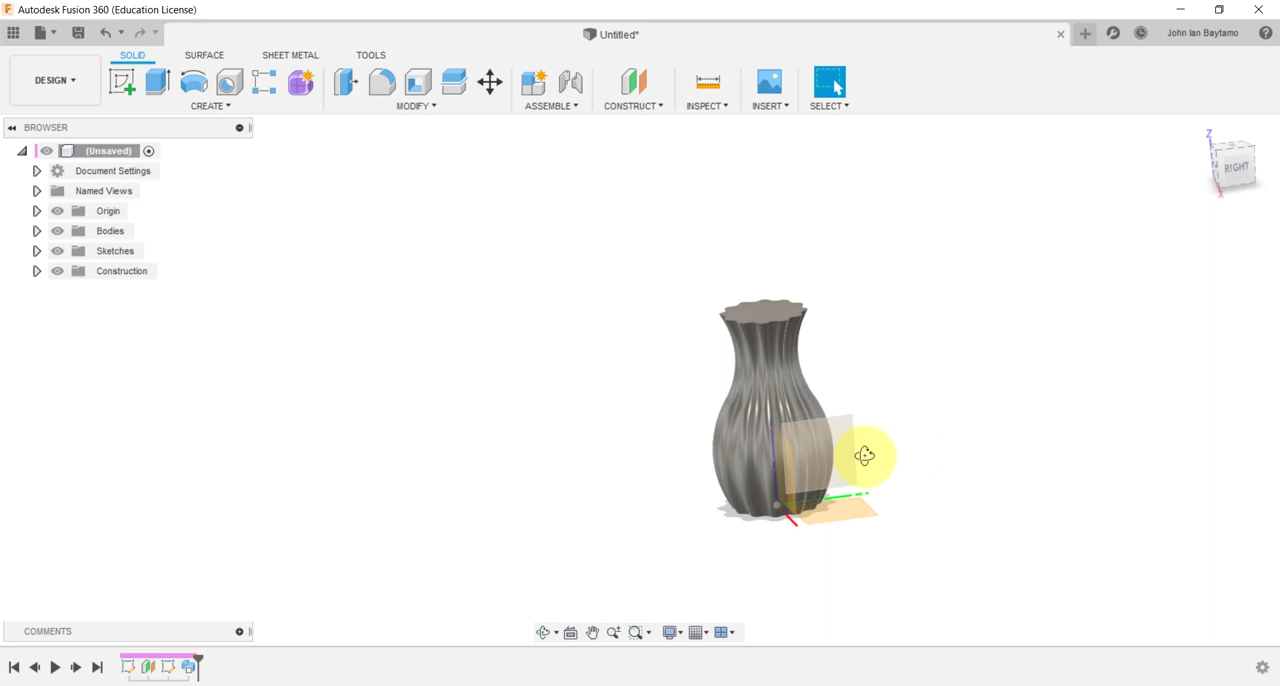 Autodesk Fusion 360 (Education License)
Untitled*
John Ian Baytamo
DESIGN
SOLID
SURFACE
SHEET METAL
TOOLS
CREATE
MODIFY
ASSEMBLE
CONSTRUCT
INSPECT
INSERT
SELECT
BROWSER
(Unsaved)
Document Settings
Named Views
Origin
Bodies
Sketches
Construction
Z
RIGHT
X
COMMENTS